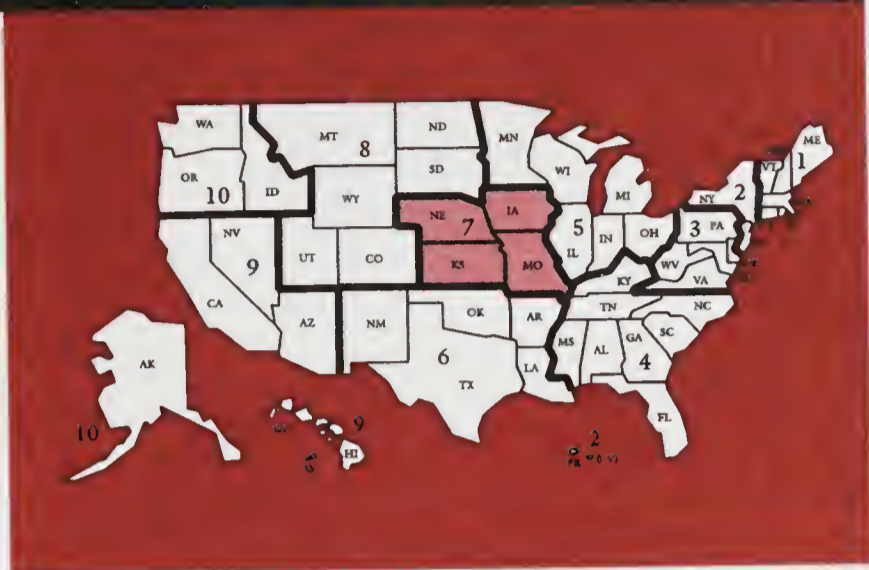 WA
MT
8
ND
MN
ME
1
VT
OR
10
ID
SD
WI
MI
NY
2
WY
NE
7
IA
5
IL
IN
OH
3
PA
NV
9
UT
CO
KS
MO
WV
VA
KY
CA
AZ
NM
OK
AR
TN
NC
SC
MS
AL
GA
4
6
TX
LA
FL
AK
10
9
HI
2
PR
VI